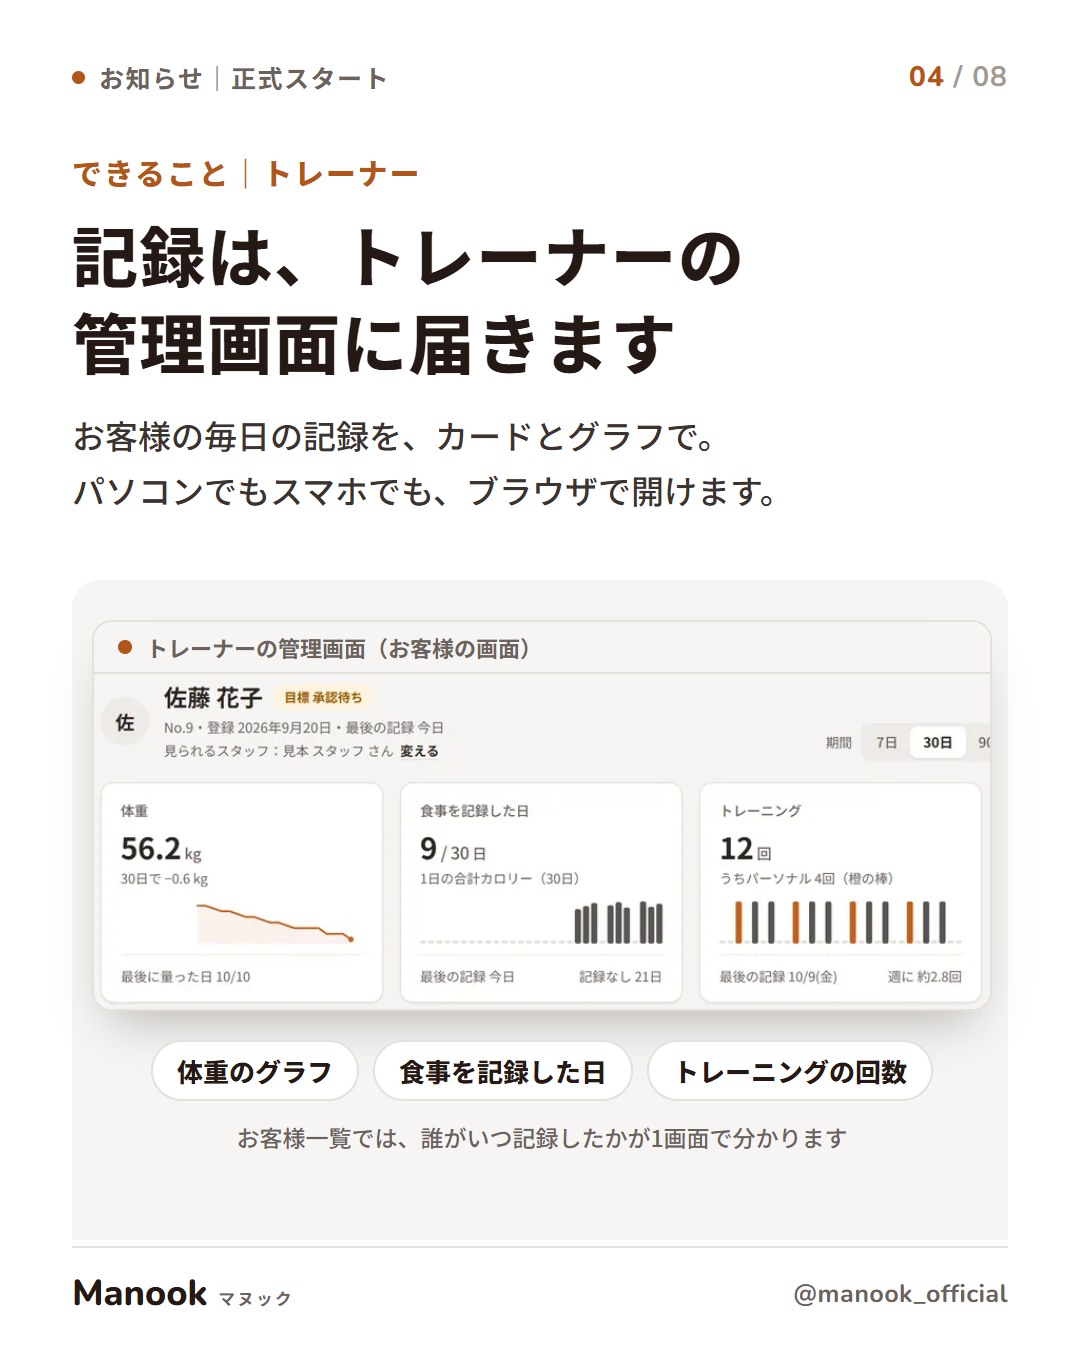 お知らせ｜正式スタート
04 / 08
できること｜トレーナー
記録は、トレーナーの
管理画面に届きます
お客様の毎日の記録を、カードとグラフで。
パソコンでもスマホでも、ブラウザで開けます。
トレーナーの管理画面（お客様の画面）
佐
佐藤 花子 目標 承認待ち
No.9・登録 2026年9月20日・最後の記録 今日
見られるスタッフ：見本 スタッフ さん 変える
期間 7日 30日 90
体重
56.2 kg
30日で −0.6 kg
最後に量った日 10/10
食事を記録した日
9 / 30 日
1日の合計カロリー（30日）
最後の記録 今日 記録なし 21日
トレーニング
12 回
うちパーソナル 4回（橙の棒）
最後の記録 10/9(金) 週に 約2.8回
体重のグラフ
食事を記録した日
トレーニングの回数
お客様一覧では、誰がいつ記録したかが1画面で分かります
Manook マヌック
@manook_official